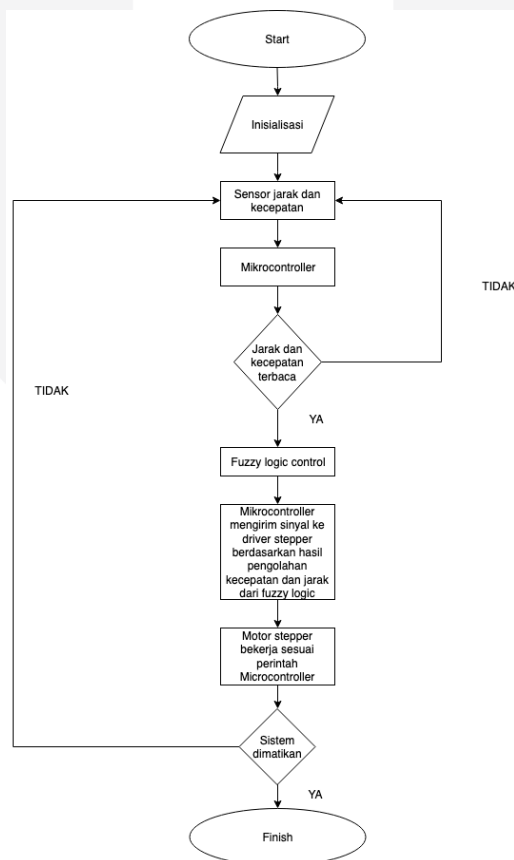 Start
Inisialisasi
Sensor jarak dan
kecepatan
Mikrocontroller
Jarak dan
kecepatan
terbaca
TIDAK
TIDAK
YA
Fuzzy logic control
Mikrocontroller
mengirim sinyal ke
driver stepper
berdasarkan hasil
pengolahan
kecepatan dan jarak
dari fuzzy logic
Motor stepper
bekerja sesuai
perintah
Microcontroller
Sistem
dimatikan
YA
Finish